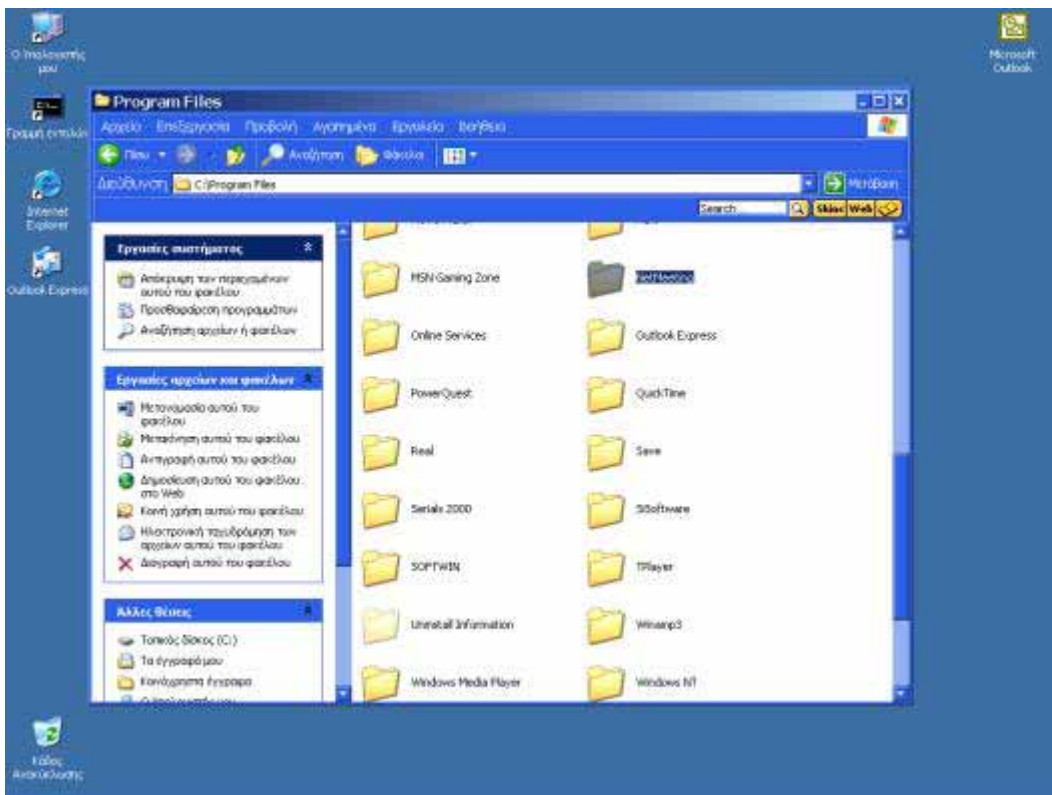 Ο Υπολογιστής
μου
Microsoft
Outlook
Program Files
Αρχείο Επεξεργασία Προβολή Αγαπημένα Εργαλεία Βοήθεια
Γραμμή εντολών
Πίσω Αναζήτηση Φάκελοι
Διεύθυνση C:\Program Files Μετάβαση
Search Web
Internet
Explorer
Outlook Express
Εργασίες συστήματος
Απόκρυψη των περιεχομένων
αυτού του φακέλου
Προσθαφαίρεση προγραμμάτων
Αναζήτηση αρχείων ή φακέλων
Εργασίες αρχείων και φακέλων
Μετονομασία αυτού του
φακέλου
Μετακίνηση αυτού του φακέλου
Αντιγραφή αυτού του φακέλου
Δημοσίευση αυτού του φακέλου
στο Web
Κοινή χρήση αυτού του φακέλου
Ηλεκτρονική ταχυδρόμηση των
αρχείων αυτού του φακέλου
Διαγραφή αυτού του φακέλου
Άλλες θέσεις
Τοπικός δίσκος (C:)
Τα έγγραφά μου
Κοινόχρηστα έγγραφα
MSN Gaming Zone
NetMeeting
Online Services
Outlook Express
PowerQuest
QuickTime
Real
Save
Serials 2000
SiSoftware
SOFTWIN
TPlayer
Uninstall Information
Winamp3
Windows Media Player
Windows NT
Κάδος
Ανακύκλωσης